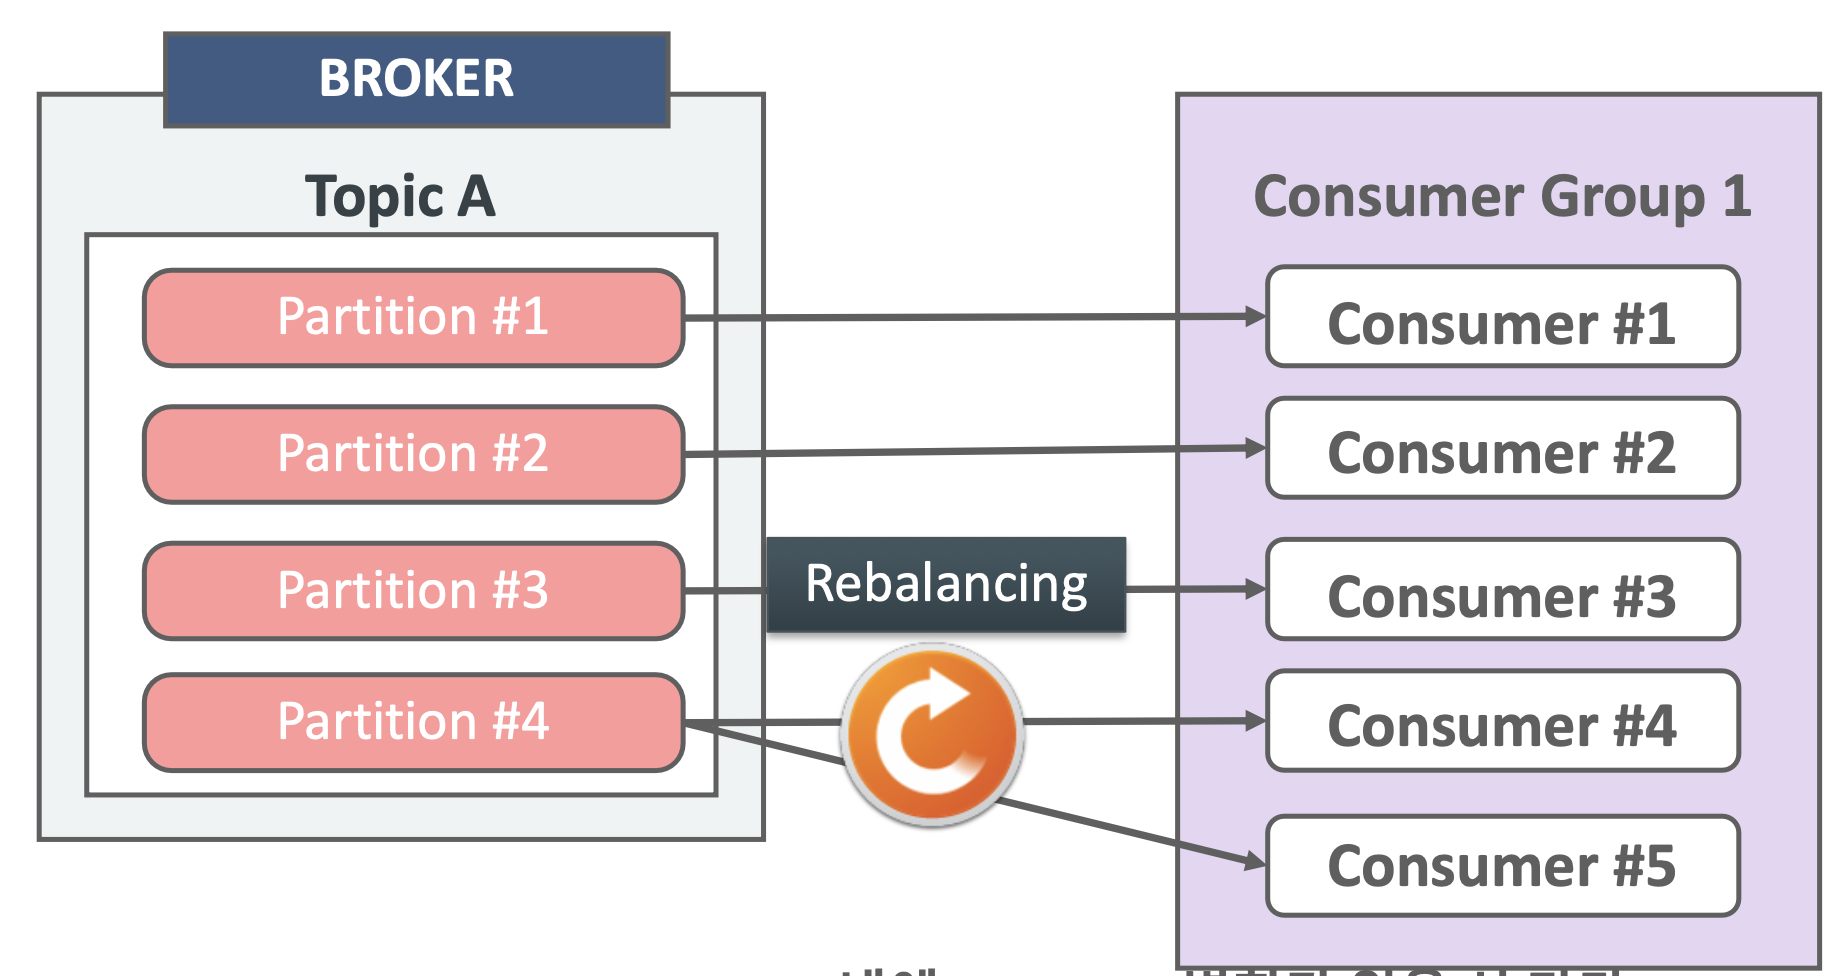 BROKER
Topic A
Partition #1
Partition #2
Partition #3
Partition #4
Rebalancing
Consumer Group 1
Consumer #1
Consumer #2
Consumer #3
Consumer #4
Consumer #5